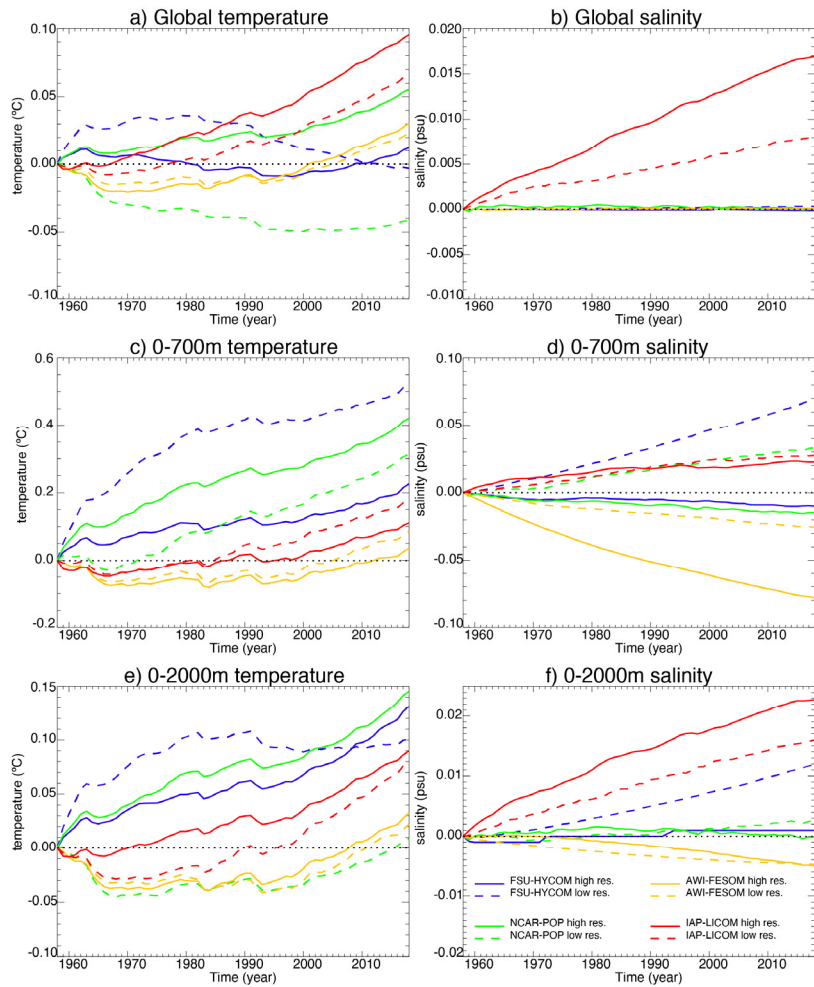 a) Global temperature
b) Global salinity
0.10
0.05
0.00
-0.05
-0.10
temperature (°C)
1960 1970 1980 1990 2000 2010
Time (year)
0.020
0.015
0.010
0.005
0.000
-0.005
-0.010
salinity (psu)
1960 1970 1980 1990 2000 2010
Time (year)
c) 0-700m temperature
d) 0-700m salinity
0.6
0.4
0.2
0.0
-0.2
temperature (°C)
1960 1970 1980 1990 2000 2010
Time (year)
0.10
0.05
0.00
-0.05
-0.10
salinity (psu)
1960 1970 1980 1990 2000 2010
Time (year)
e) 0-2000m temperature
f) 0-2000m salinity
0.15
0.10
0.05
0.00
-0.05
-0.10
temperature (°C)
1960 1970 1980 1990 2000 2010
Time (year)
0.02
0.01
0.00
-0.01
-0.02
salinity (psu)
FSU-HYCOM high res.
FSU-HYCOM low res.
AWI-FESOM high res.
AWI-FESOM low res.
NCAR-POP high res.
NCAR-POP low res.
IAP-LICOM high res.
IAP-LICOM low res.
1960 1970 1980 1990 2000 2010
Time (year)